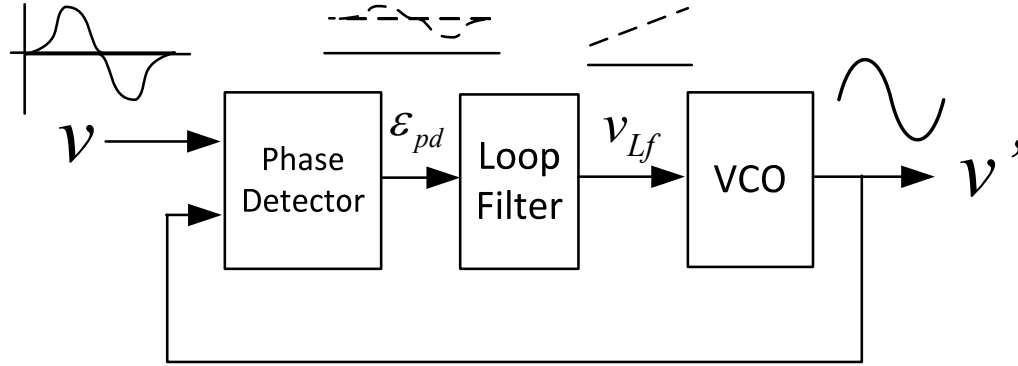 v
Phase
Detector
ε_pd
Loop
Filter
v_Lf
VCO
v’